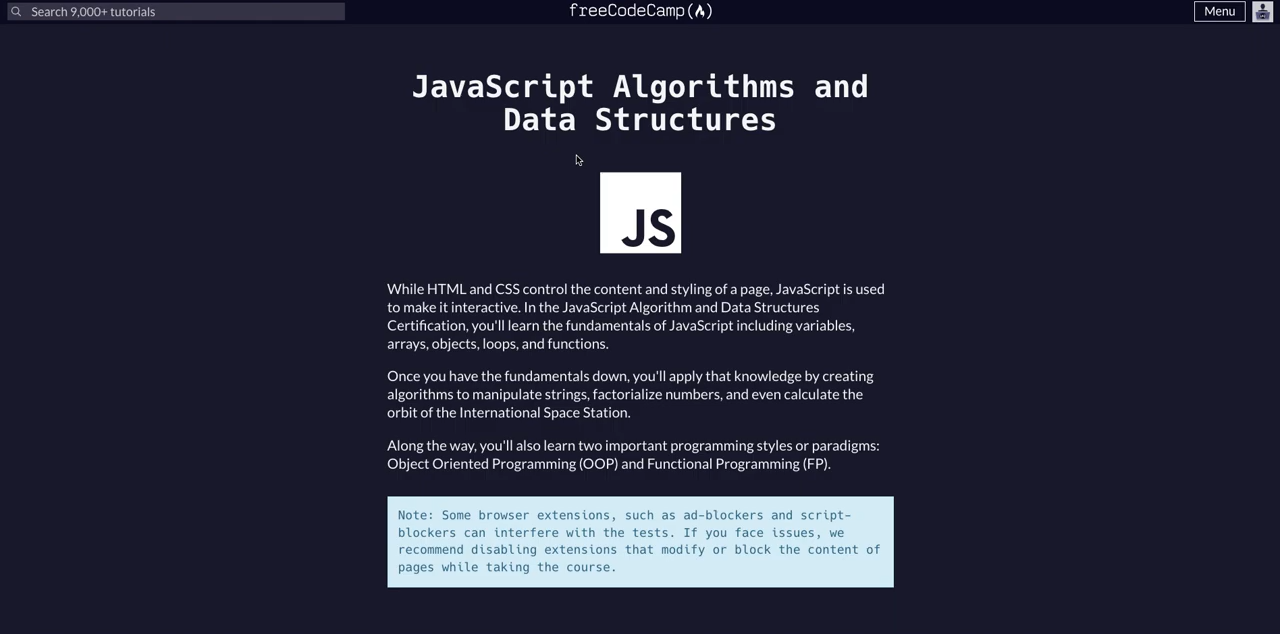 Search 9,000+ tutorials
freeCodeCamp
Menu
JavaScript Algorithms and
Data Structures
JS
While HTML and CSS control the content and styling of a page, JavaScript is used
to make it interactive. In the JavaScript Algorithm and Data Structures
Certification, you'll learn the fundamentals of JavaScript including variables,
arrays, objects, loops, and functions.
Once you have the fundamentals down, you'll apply that knowledge by creating
algorithms to manipulate strings, factorialize numbers, and even calculate the
orbit of the International Space Station.
Along the way, you'll also learn two important programming styles or paradigms:
Object Oriented Programming (OOP) and Functional Programming (FP).
Note: Some browser extensions, such as ad-blockers and script-
blockers can interfere with the tests. If you face issues, we
recommend disabling extensions that modify or block the content of
pages while taking the course.